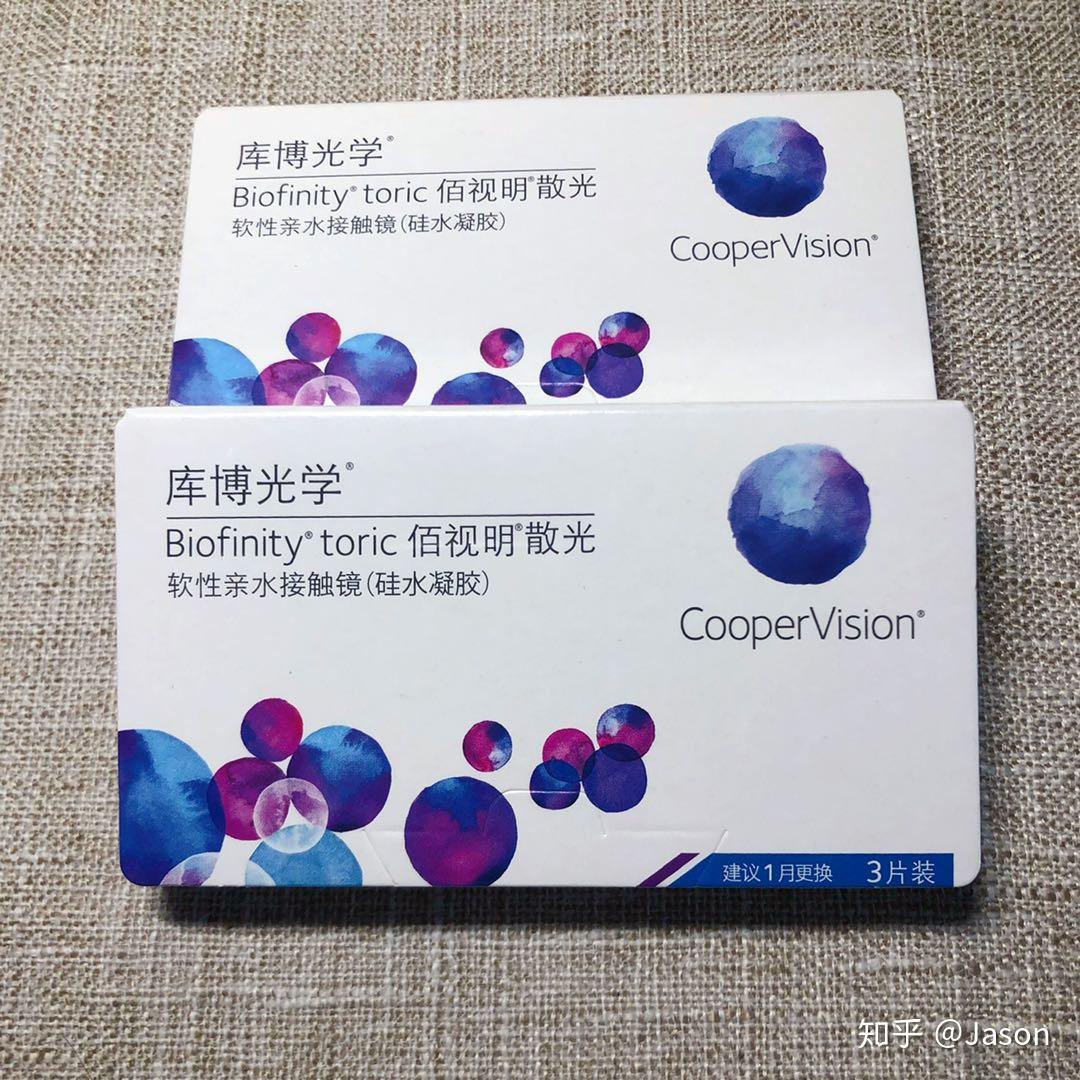 库博光学®
Biofinity® toric 佰视明®散光
软性亲水接触镜(硅水凝胶)
CooperVision®
库博光学®
Biofinity® toric 佰视明®散光
软性亲水接触镜(硅水凝胶)
CooperVision®
建议1月更换 3片装
知乎 @Jason